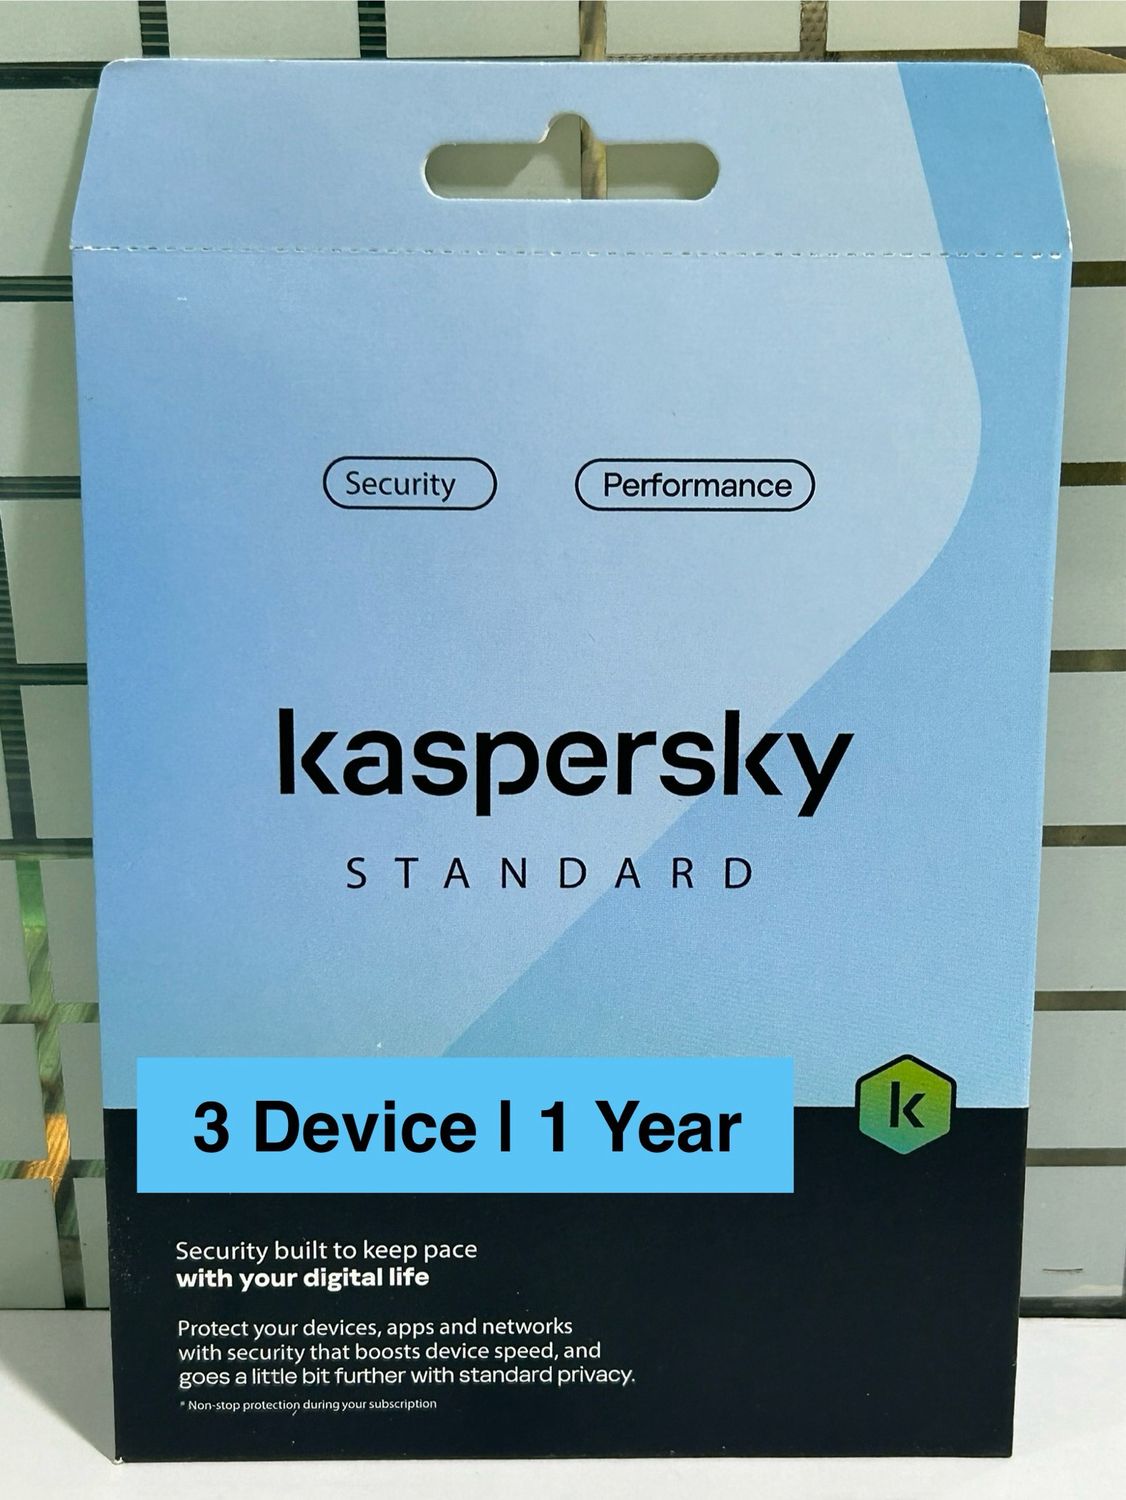 Security
Performance
kaspersky
STANDARD
3 Device | 1 Year
k
Security built to keep pace
with your digital life
Protect your devices, apps and networks
with security that boosts device speed, and
goes a little bit further with standard privacy.
* Non-stop protection during your subscription